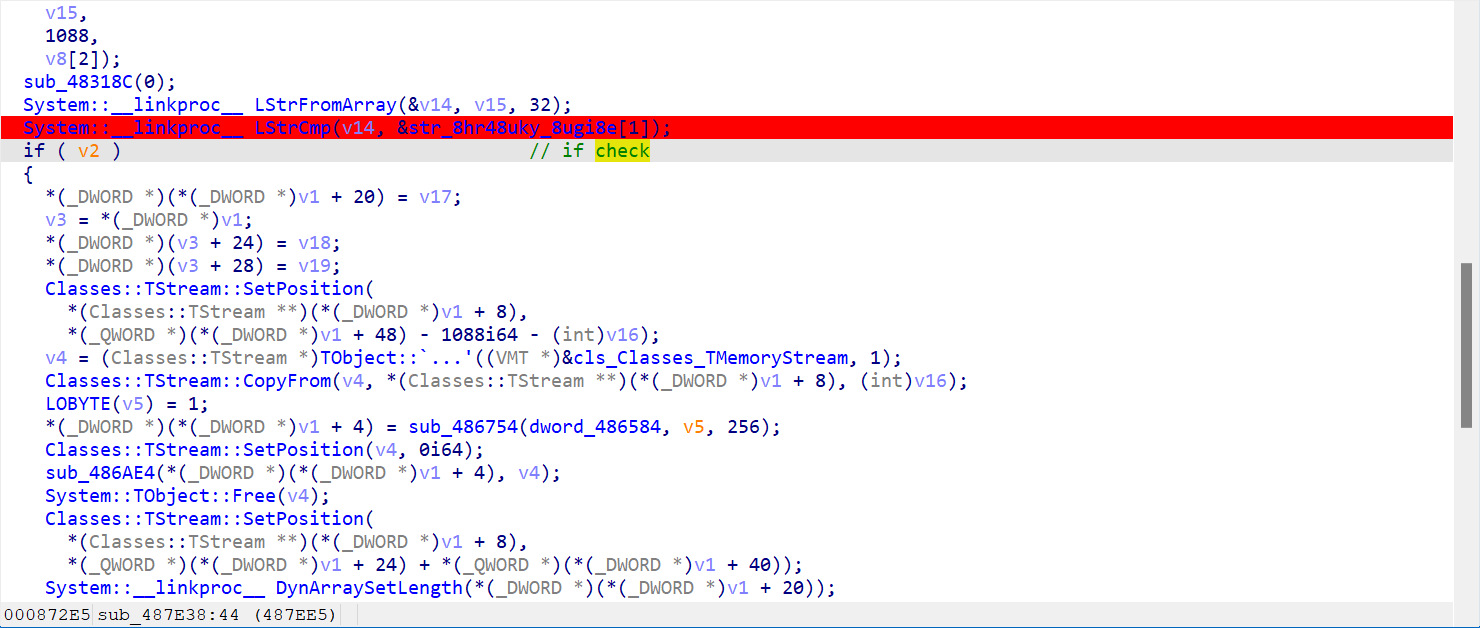 v15,
1088,
v8[2]);
sub_48318C(0);
System::__linkproc__ LStrFromArray(&v14, v15, 32);
System::__linkproc__ LStrCmp(v14, &str_8hr48uky_8ugi8e[1]);
if ( v2 ) // if check
{
*(_DWORD *)(*(_DWORD *)v1 + 20) = v17;
v3 = *(_DWORD *)v1;
*(_DWORD *)(v3 + 24) = v18;
*(_DWORD *)(v3 + 28) = v19;
Classes::TStream::SetPosition(
*(Classes::TStream **)(*(_DWORD *)v1 + 8),
*(_QWORD *)(*(_DWORD *)v1 + 48) - 1088i64 - (int)v16);
v4 = (Classes::TStream *)TObject::`...'((VMT *)&cls_Classes_TMemoryStream, 1);
Classes::TStream::CopyFrom(v4, *(Classes::TStream **)(*(_DWORD *)v1 + 8), (int)v16);
LOBYTE(v5) = 1;
*(_DWORD *)(*(_DWORD *)v1 + 4) = sub_486754(dword_486584, v5, 256);
Classes::TStream::SetPosition(v4, 0i64);
sub_486AE4(*(_DWORD *)(*(_DWORD *)v1 + 4), v4);
System::TObject::Free(v4);
Classes::TStream::SetPosition(
*(Classes::TStream **)(*(_DWORD *)v1 + 8),
*(_QWORD *)(*(_DWORD *)v1 + 24) + *(_QWORD *)(*(_DWORD *)v1 + 40));
System::__linkproc__ DynArraySetLength(*(_DWORD *)(*(_DWORD *)v1 + 20));
000872E5 sub_487E38:44 (487EE5)